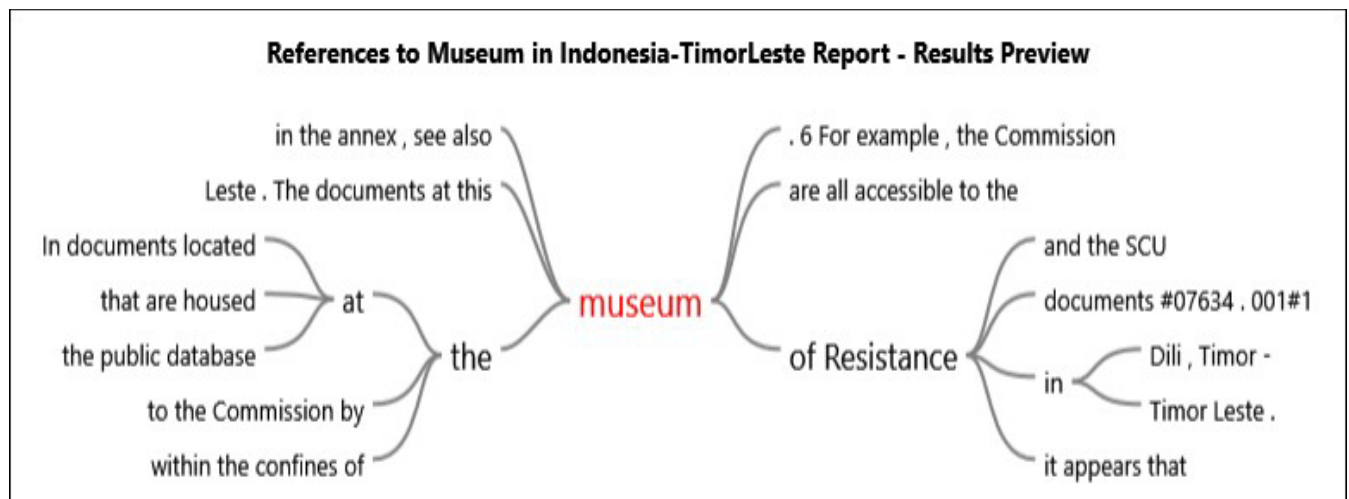 References to Museum in Indonesia-TimorLeste Report - Results Preview
in the annex , see also
Leste . The documents at this
In documents located
that are housed
the public database
at
to the Commission by
within the confines of
the
museum
. 6 For example , the Commission
are all accessible to the
of Resistance
and the SCU
documents #07634 . 001#1
in
Dili , Timor -
Timor Leste .
it appears that